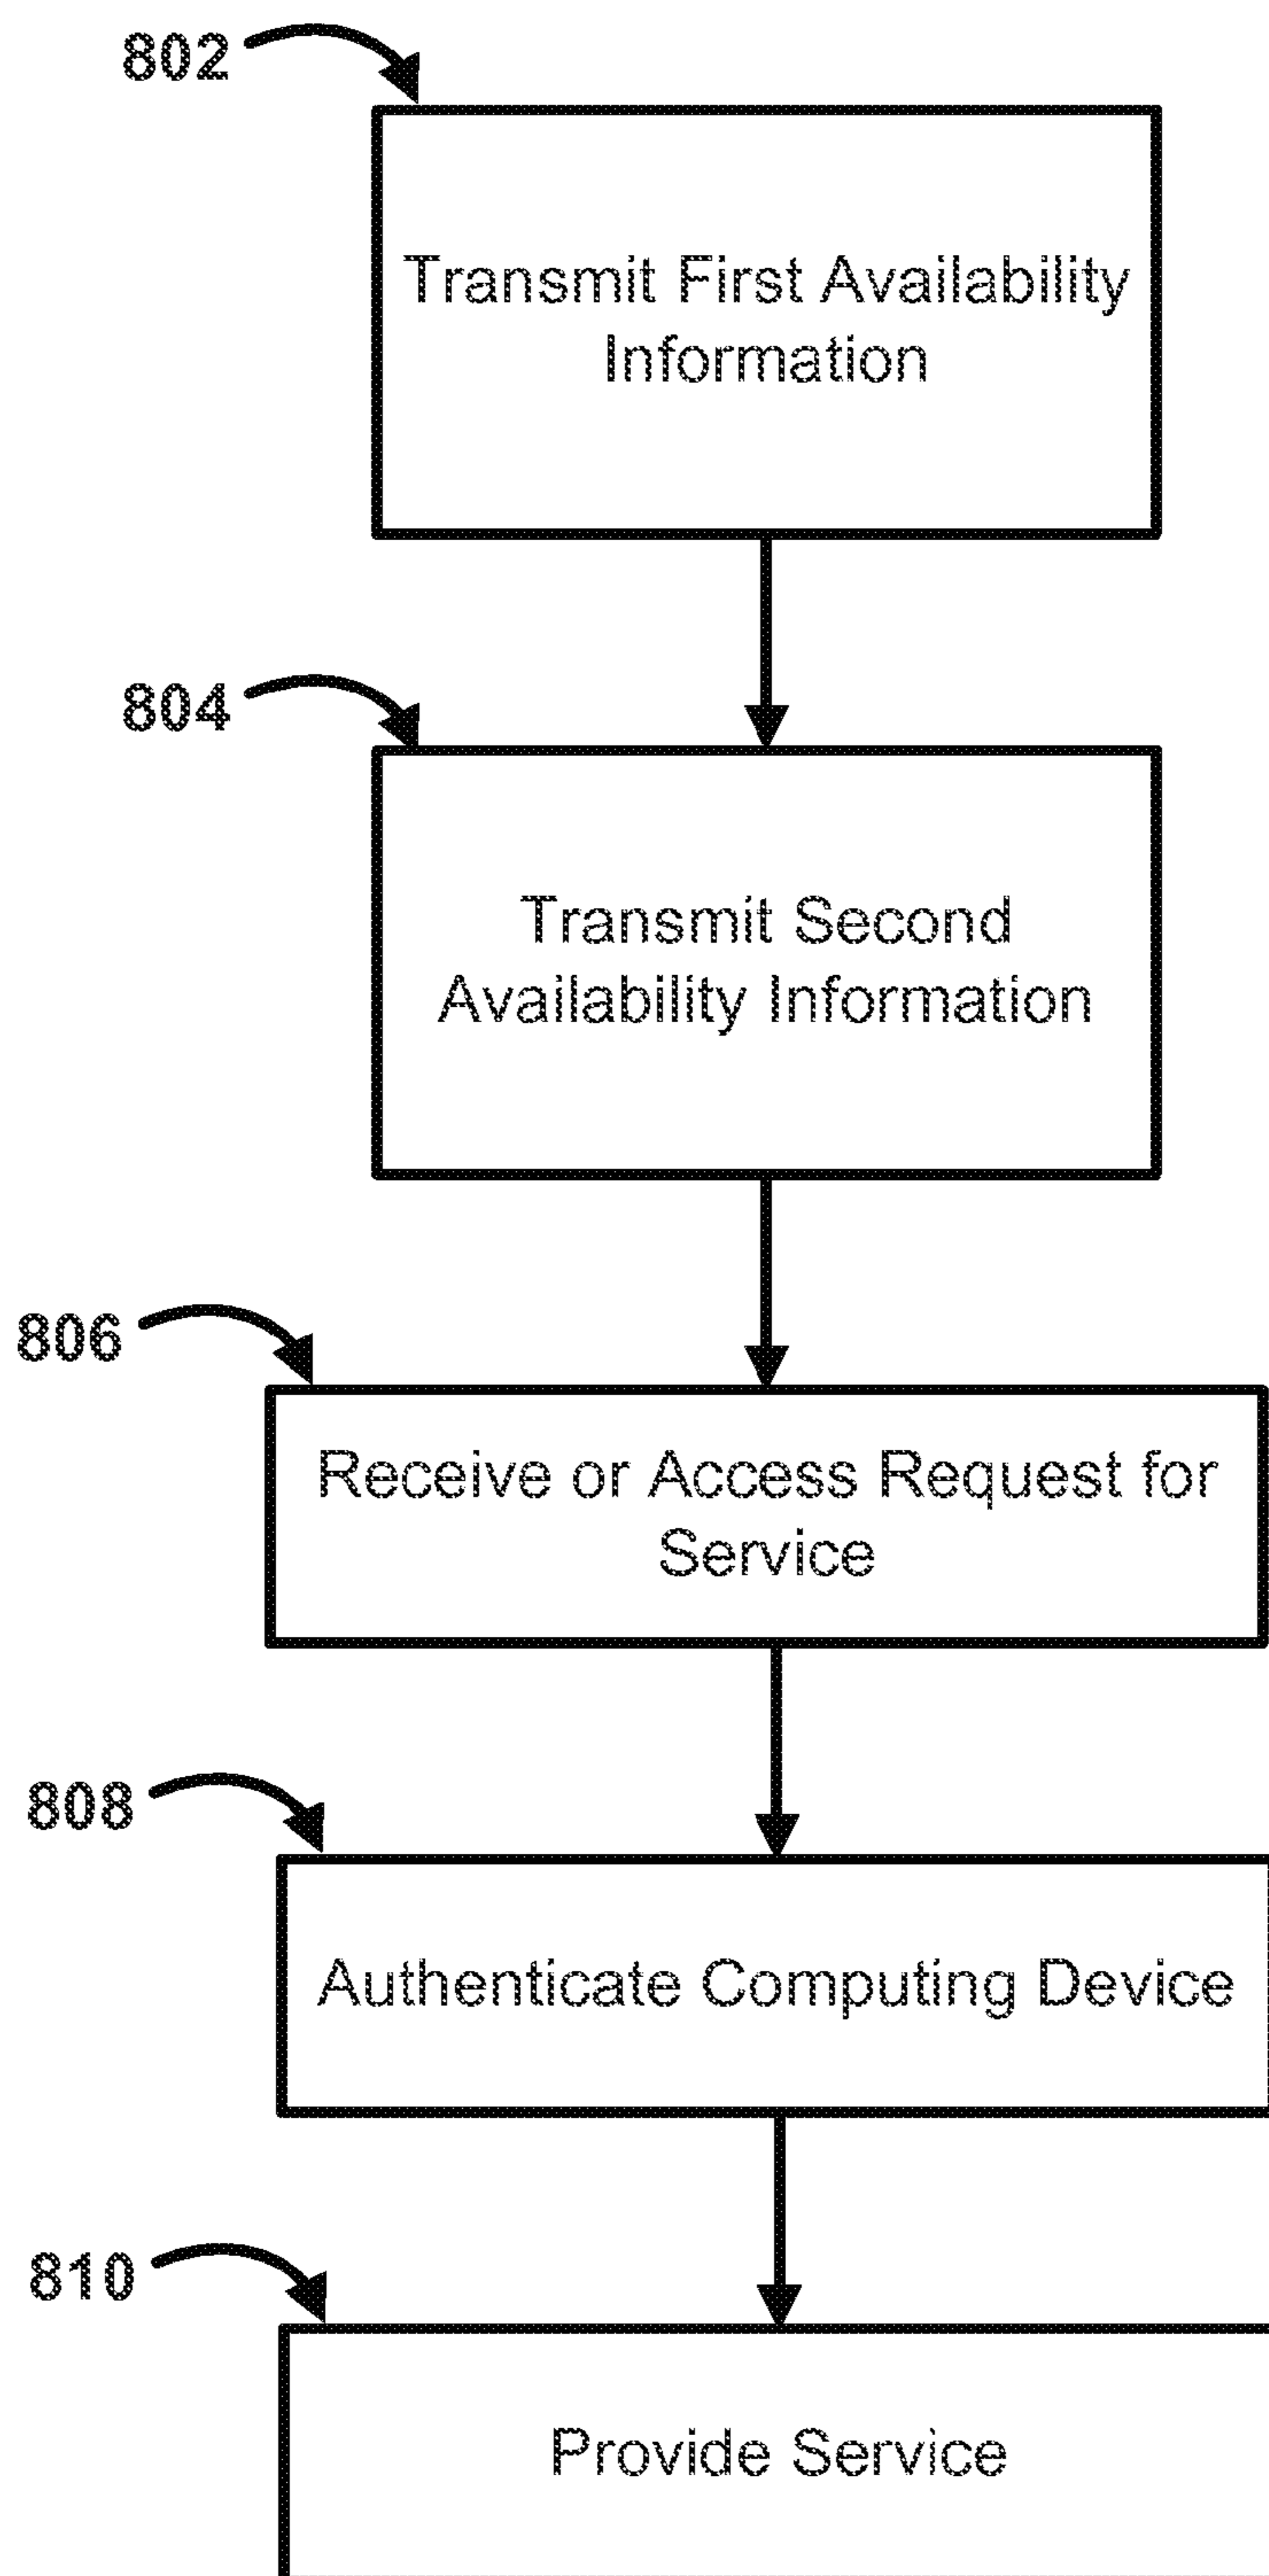 802
Transmit First Availability
Information
804
Transmit Second
Availability Information
806
Receive or Access Request for
Service
808
Authenticate Computing Device
810
Provide Service